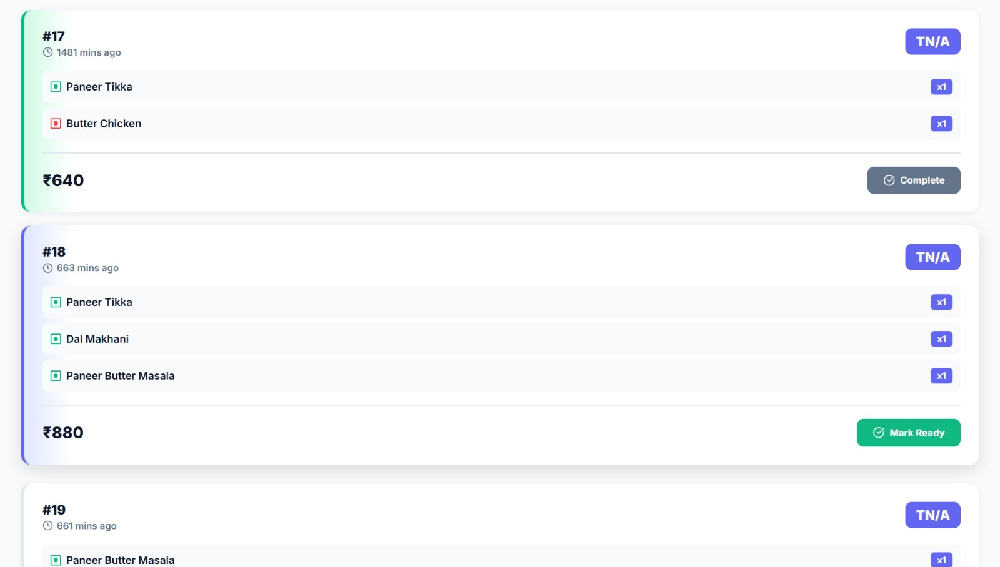 #17
TN/A
1481 mins ago
Paneer Tikka x1
Butter Chicken x1
₹640
Complete
#18
TN/A
663 mins ago
Paneer Tikka x1
Dal Makhani x1
Paneer Butter Masala x1
₹880
Mark Ready
#19
TN/A
661 mins ago
Paneer Butter Masala x1